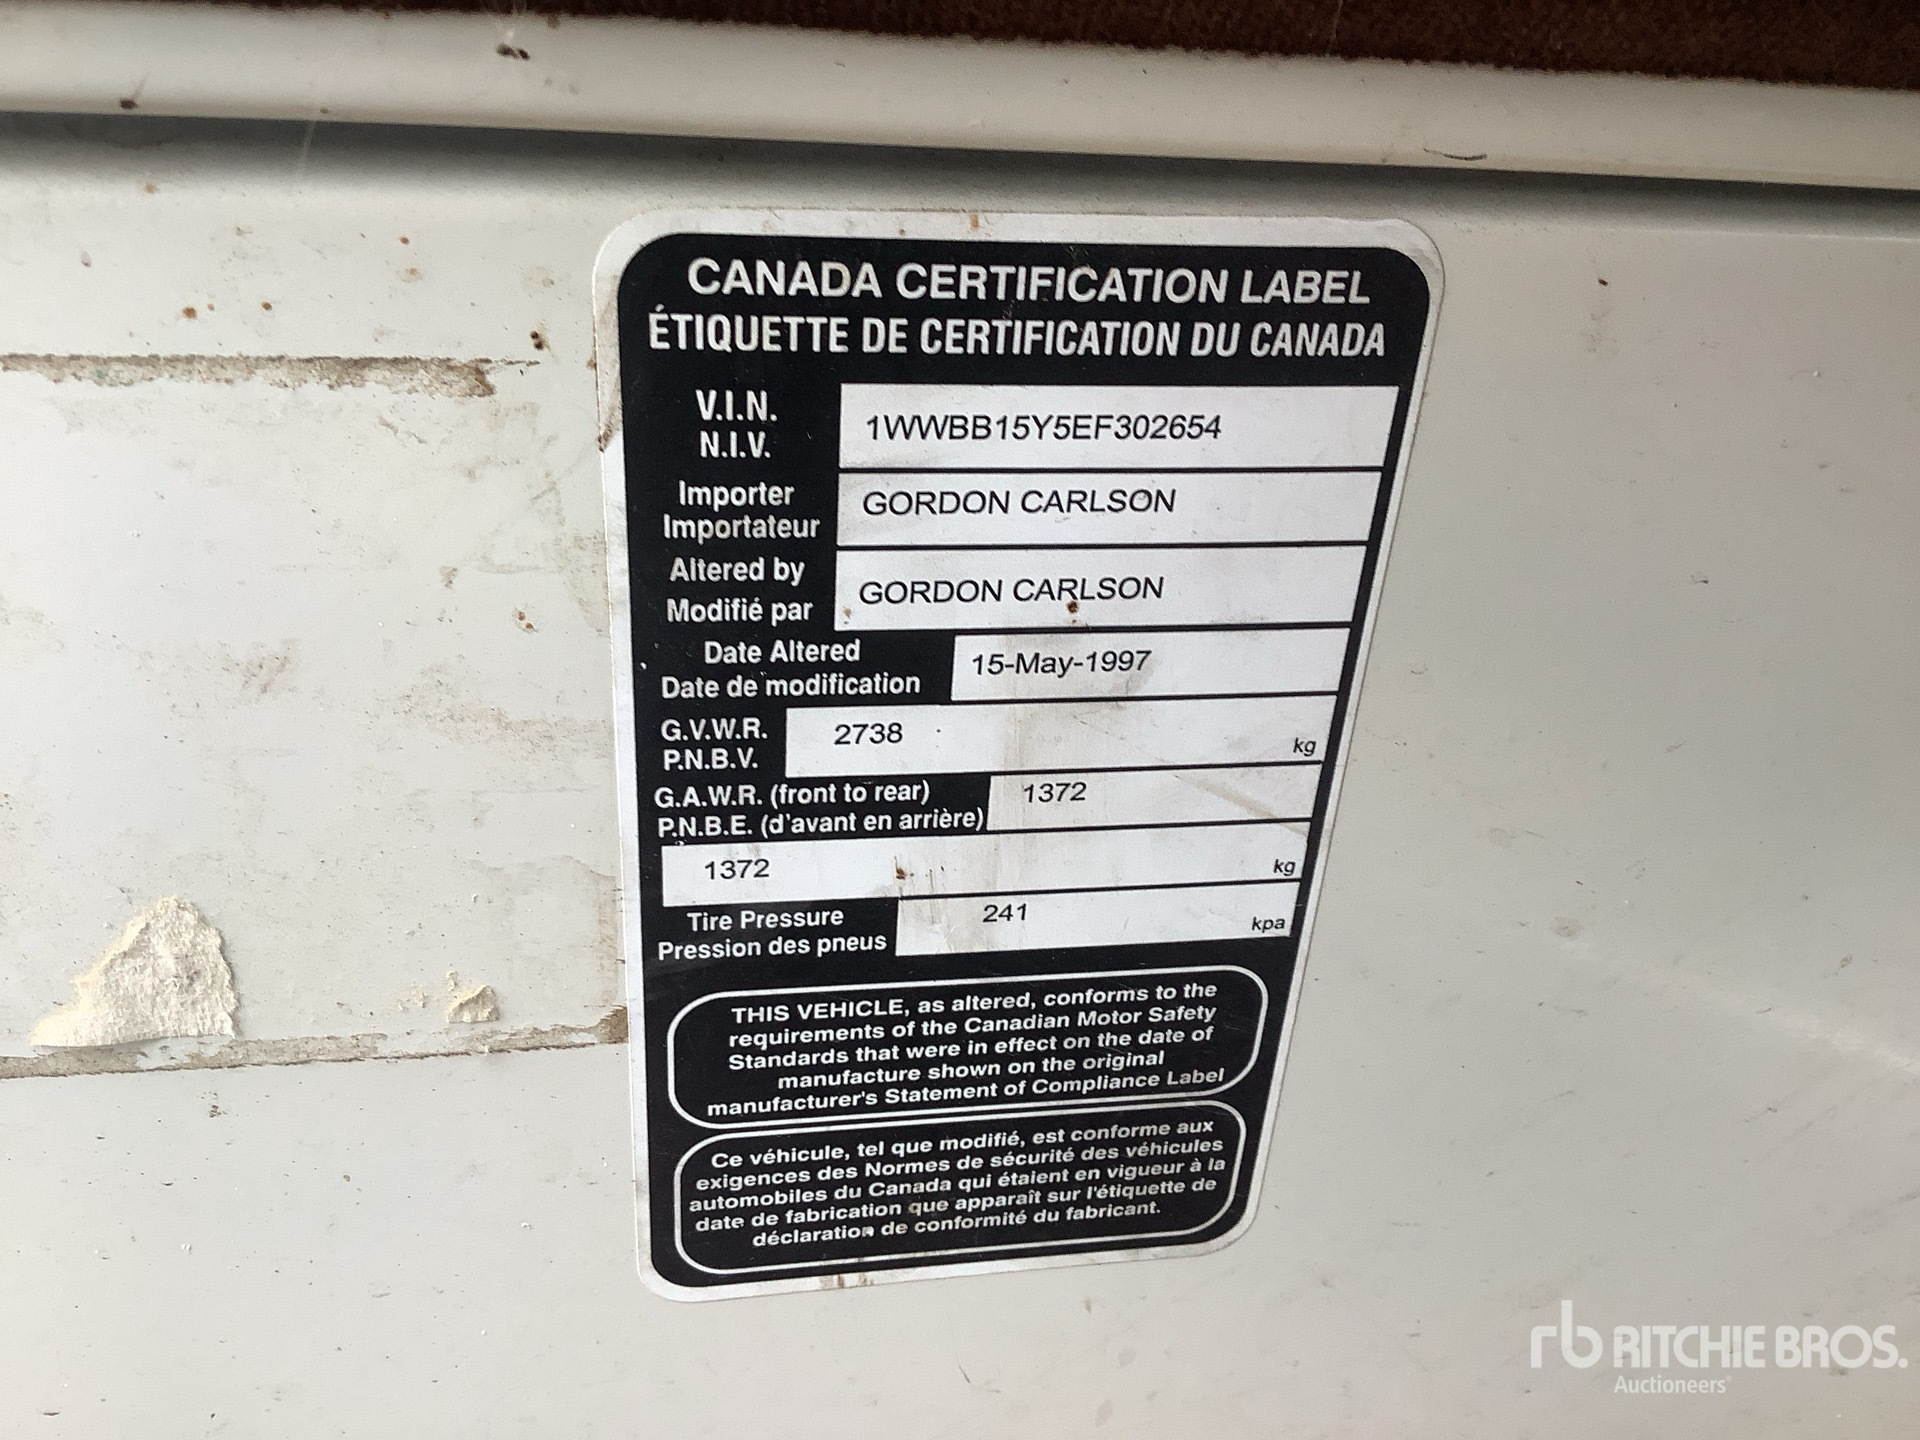 CANADA CERTIFICATION LABEL
ÉTIQUETTE DE CERTIFICATION DU CANADA
V.I.N.
N.I.V.
1WWBB15Y5EF302654
Importer
Importateur
GORDON CARLSON
Altered by
Modifié par
GORDON CARLSON
Date Altered
Date de modification
15-May-1997
G.V.W.R.
P.N.B.V.
2738
kg
G.A.W.R. (front to rear)
P.N.B.E. (d'avant en arrière)
1372
1372
kg
Tire Pressure
Pression des pneus
241
kpa
THIS VEHICLE, as altered, conforms to the
requirements of the Canadian Motor Safety
Standards that were in effect on the date of
manufacture shown on the original
manufacturer's Statement of Compliance Label
Ce véhicule, tel que modifié, est conforme aux
exigences des Normes de sécurité des véhicules
automobiles du Canada qui étaient en vigueur à la
date de fabrication que apparaît sur l'étiquette de
déclaration de conformité du fabricant.
rb RITCHIE BROS.
Auctioneers